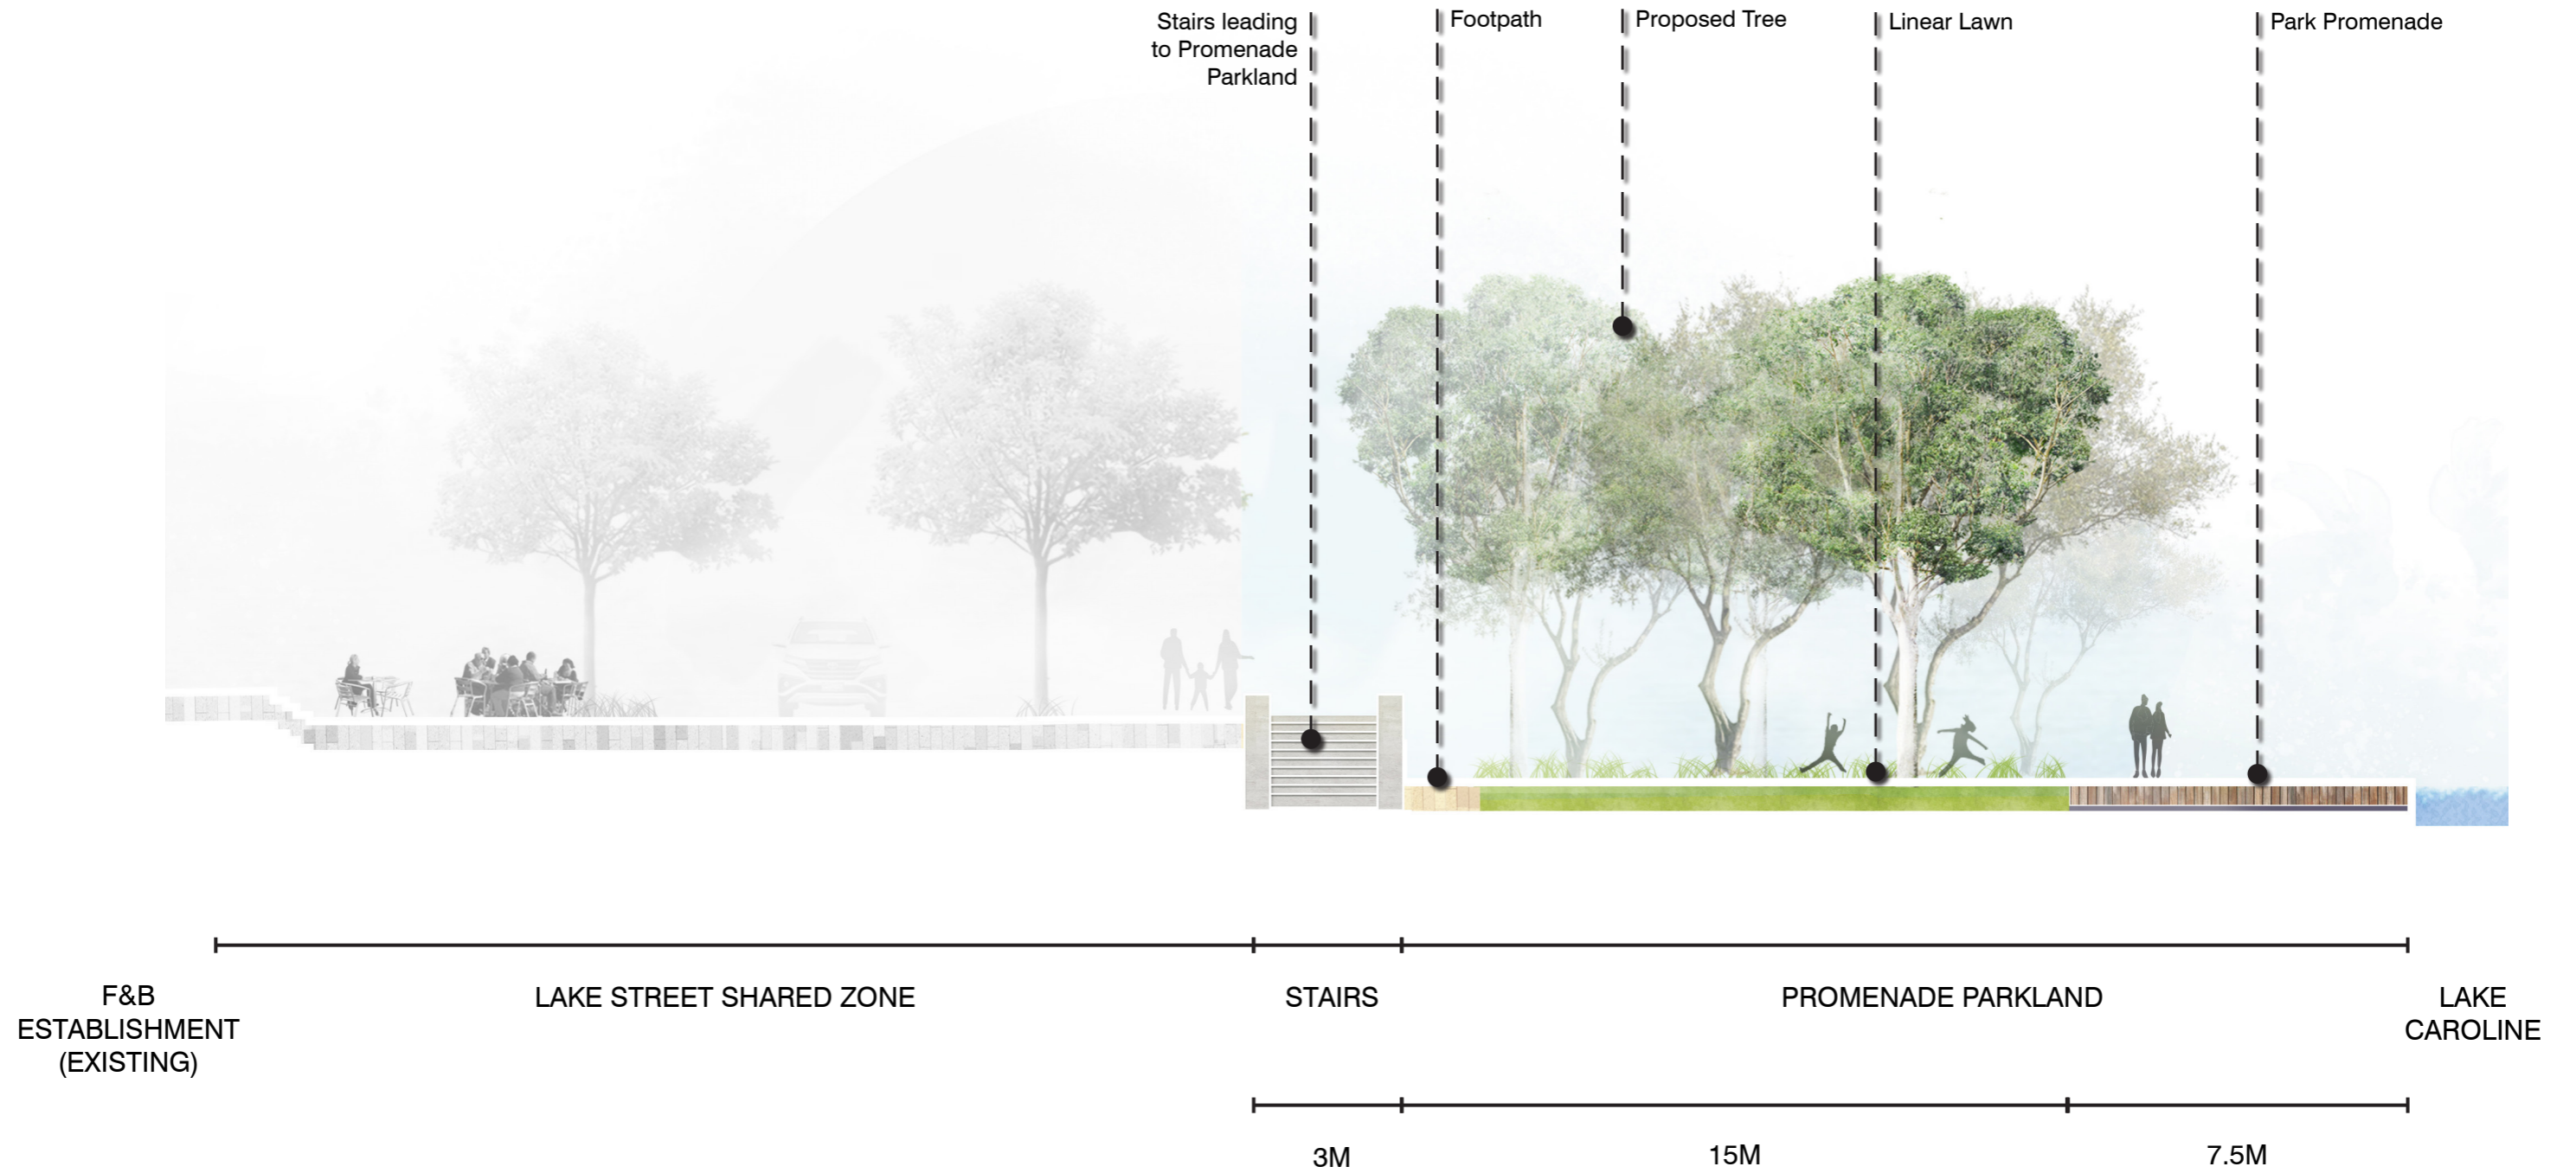 Stairs leading
to Promenade
Parkland
Footpath
Proposed Tree
Linear Lawn
Park Promenade
F&B
ESTABLISHMENT
(EXISTING)
LAKE STREET SHARED ZONE
STAIRS
PROMENADE PARKLAND
LAKE
CAROLINE
3M
15M
7.5M